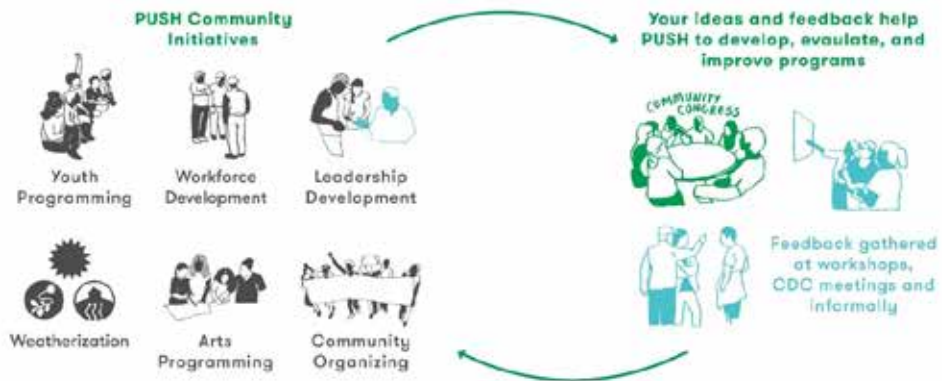 PUSH Community
Initiatives
Youth
Programming
Workforce
Development
Leadership
Development
Weatherization
Arts
Programming
Community
Organizing
Your ideas and feedback help
PUSH to develop, evaulate, and
improve programs
COMMUNITY
CONGRESS
Feedback gathered
at workshops,
CDC meetings and
informally